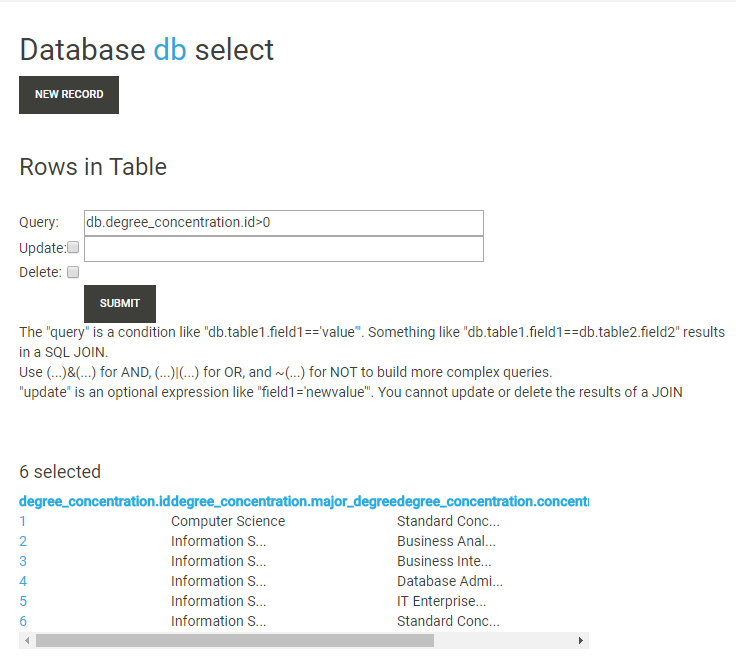 Database db select
NEW RECORD
Rows in Table
Query: db.degree_concentration.id>0
Update:
Delete:
SUBMIT
The "query" is a condition like "db.table1.field1=='value'". Something like "db.table1.field1==db.table2.field2" results
in a SQL JOIN.
Use (...)&(...) for AND, (...)|(...) for OR, and ~(...) for NOT to build more complex queries.
"update" is an optional expression like "field1='newvalue'". You cannot update or delete the results of a JOIN
6 selected
degree_concentration.iddegree_concentration.major_degreedegree_concentration.concentr
1 Computer Science Standard Conc...
2 Information S... Business Anal...
3 Information S... Business Inte...
4 Information S... Database Admi...
5 Information S... IT Enterprise...
6 Information S... Standard Conc...